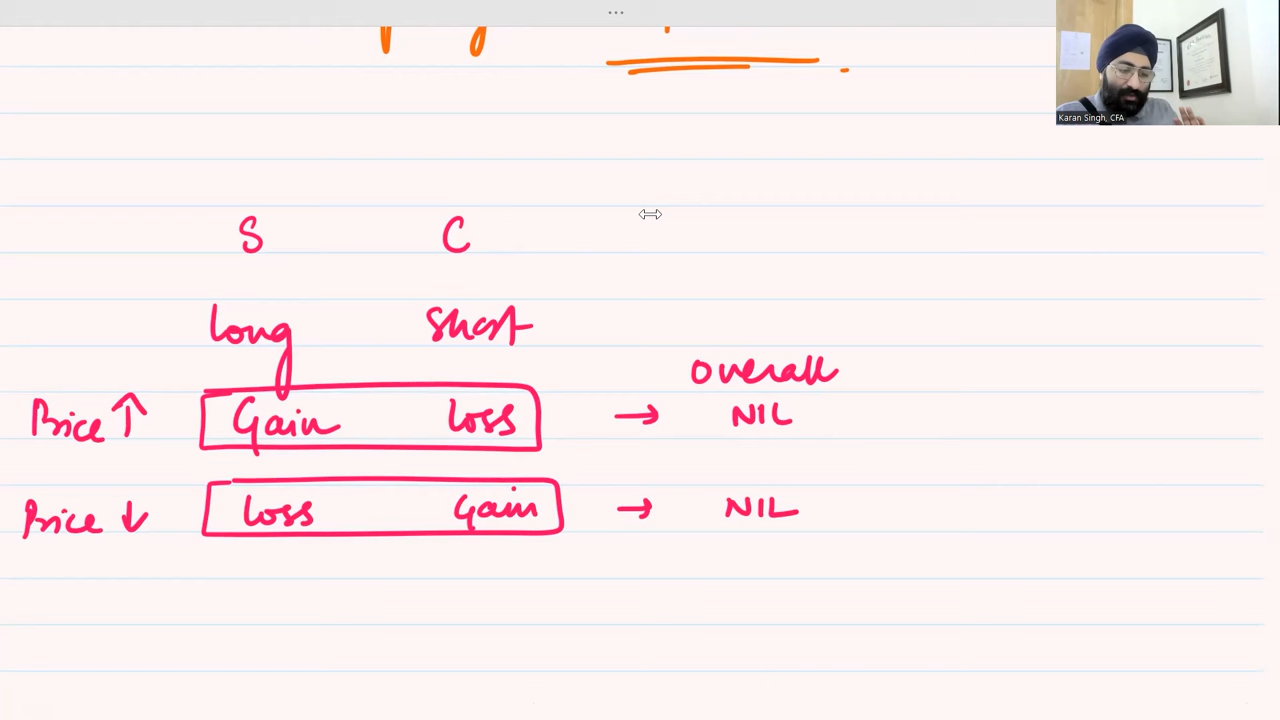 S C
Long Short
Overall
Price ↑ Gain Loss → NIL
Price ↓ Loss Gain → NIL
Karan Singh, CFA